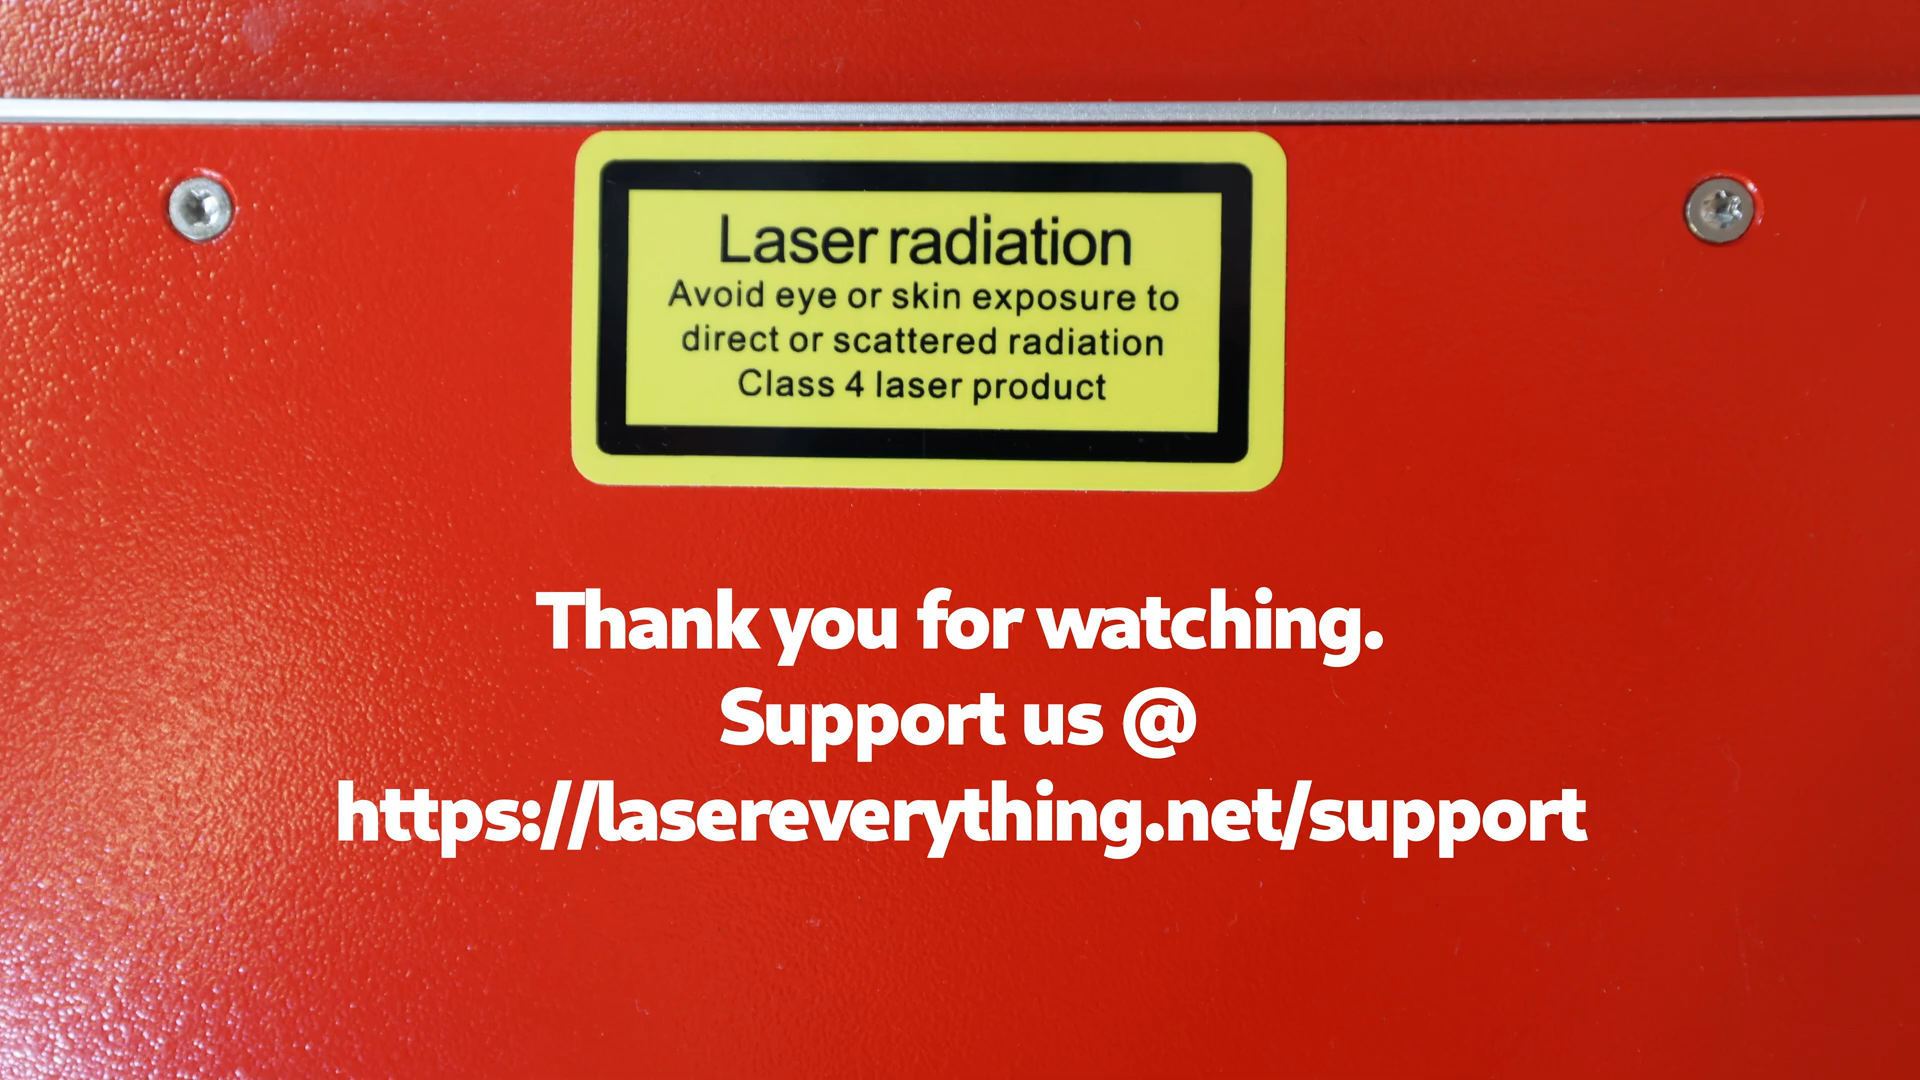 Laser radiation
Avoid eye or skin exposure to
direct or scattered radiation
Class 4 laser product
Thank you for watching.
Support us @
https://lasereverything.net/support